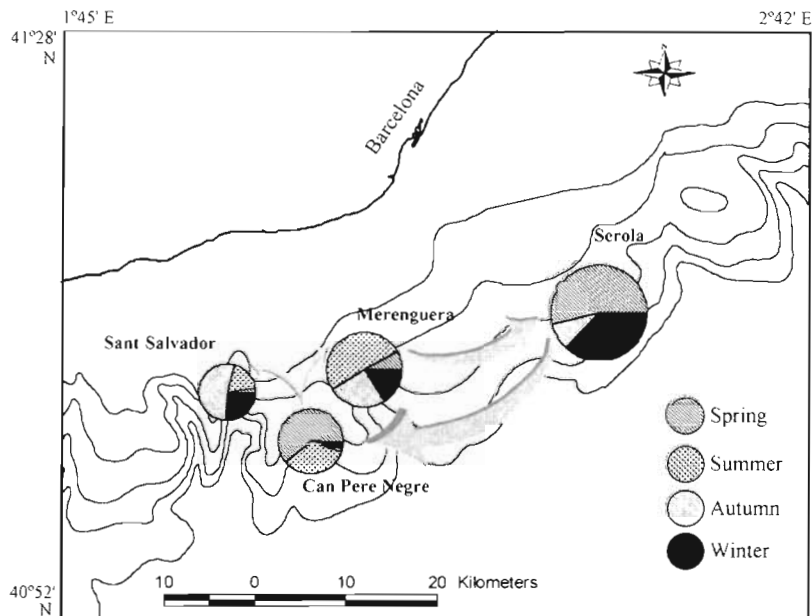 1°45' E
2°42' E
41°28'
N
Barcelona
N
Serola
Merenguera
Sant Salvador
Can Pere Negre
Spring
Summer
Autumn
Winter
40°52'
N
10 0 10 20 Kilometers